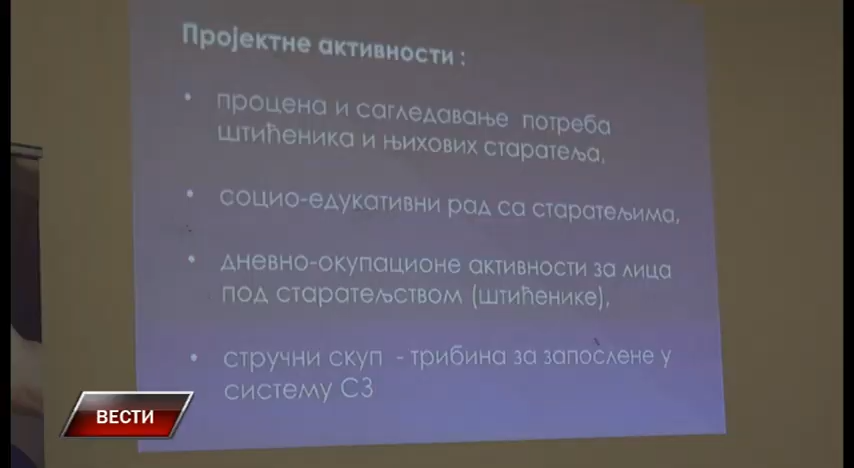 Пројектне активности :
• процена и сагледавање потреба
штићеника и њихових старатеља,
• социо-едукативни рад са старатељима,
• дневно-окупационе активности за лица
под старатељством (штићенике),
• стручни скуп - трибина за запослене у
систему СЗ
ВЕСТИ